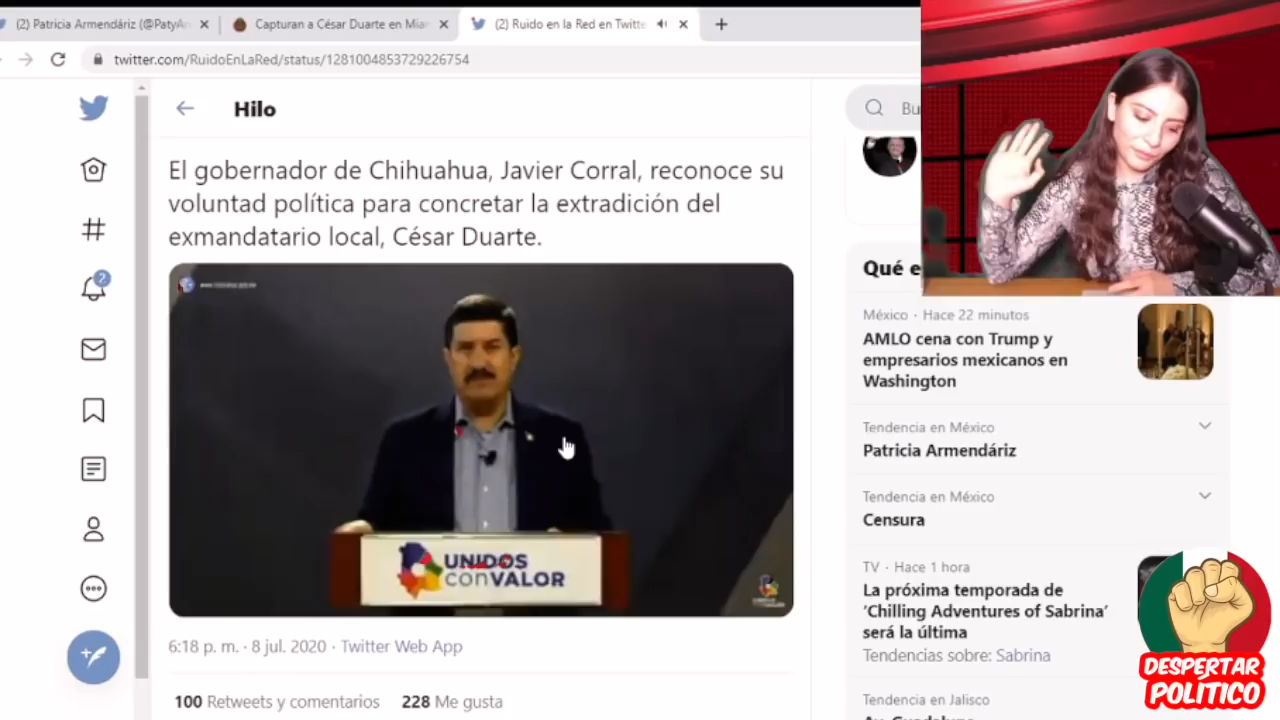 (2) Patricia Armendáriz (@PatyAr
Capturan a César Duarte en Miam
(2) Ruido en la Red en Twitte
twitter.com/RuidoEnLaRed/status/1281004853729226754
Hilo
Bu
El gobernador de Chihuahua, Javier Corral, reconoce su
voluntad política para concretar la extradición del
exmandatario local, César Duarte.
UNIDOS
conVALOR
6:18 p. m. · 8 jul. 2020 · Twitter Web App
100 Retweets y comentarios 228 Me gusta
2
Qué e
México · Hace 22 minutos
AMLO cena con Trump y
empresarios mexicanos en
Washington
Tendencia en México
Patricia Armendáriz
Tendencia en México
Censura
TV · Hace 1 hora
La próxima temporada de
‘Chilling Adventures of Sabrina’
será la última
Tendencias sobre: Sabrina
Tendencia en Jalisco
DESPERTAR
POLÍTICO